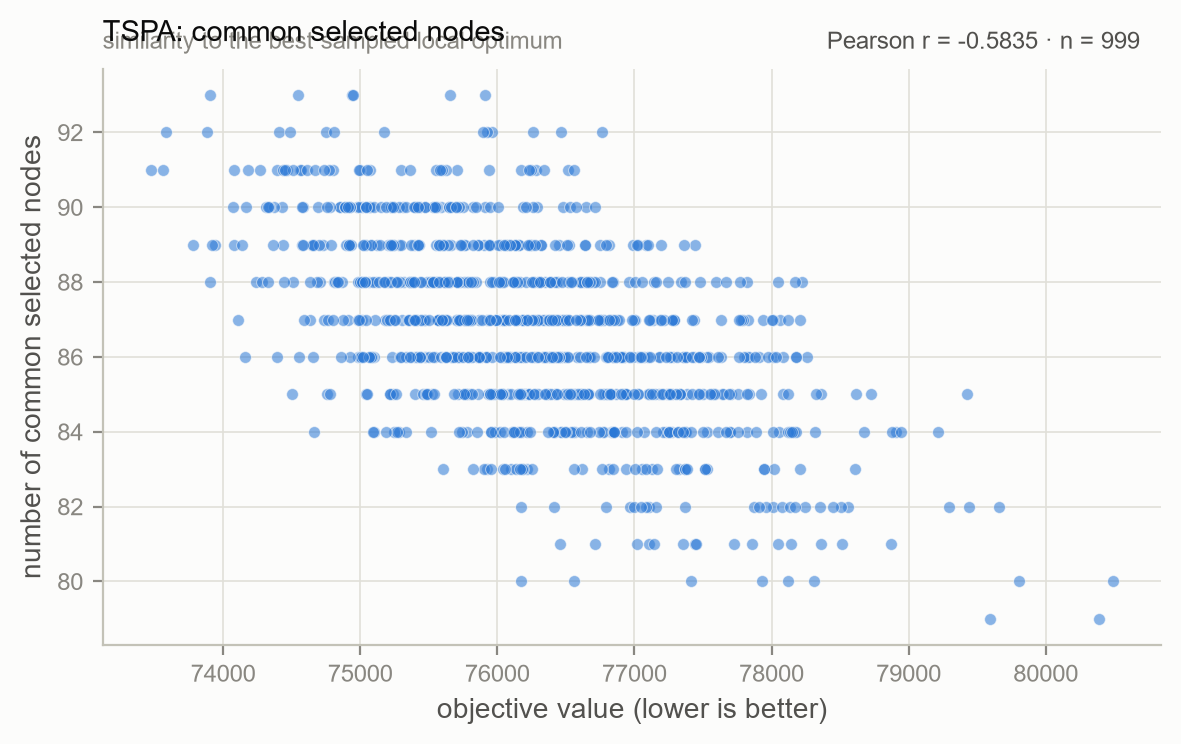 TSPA: common selected nodes
similarity to the best sampled local optimum
Pearson r = -0.5835 · n = 999
number of common selected nodes
92
90
88
86
84
82
80
74000 75000 76000 77000 78000 79000 80000
objective value (lower is better)